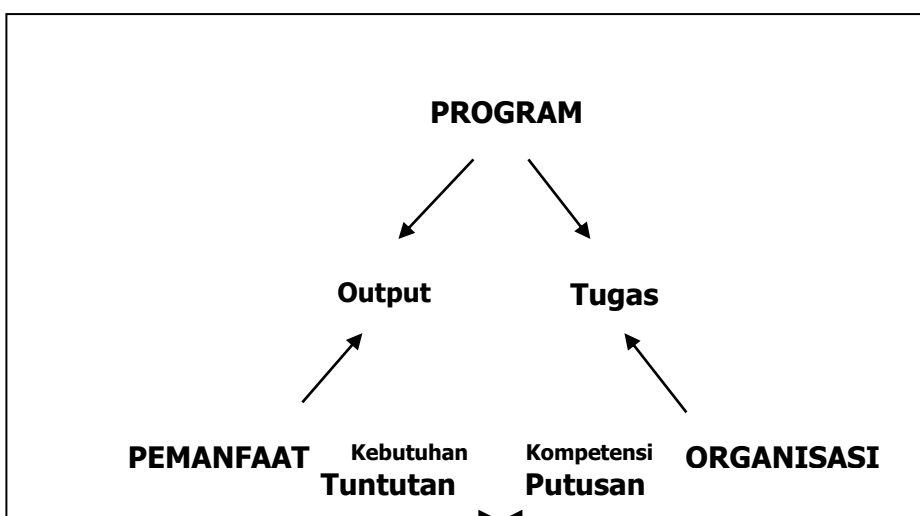 PROGRAM
Output Tugas
PEMANFAAT Kebutuhan Kompetensi ORGANISASI
Tuntutan Putusan